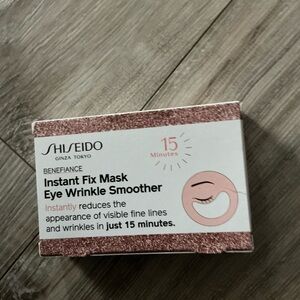 SHISEIDO
GINZA TOKYO
BENEFIANCE
Instant Fix Mask
Eye Wrinkle Smoother
Instantly reduces the
appearance of visible fine lines
and wrinkles in just 15 minutes.
15
Minutes